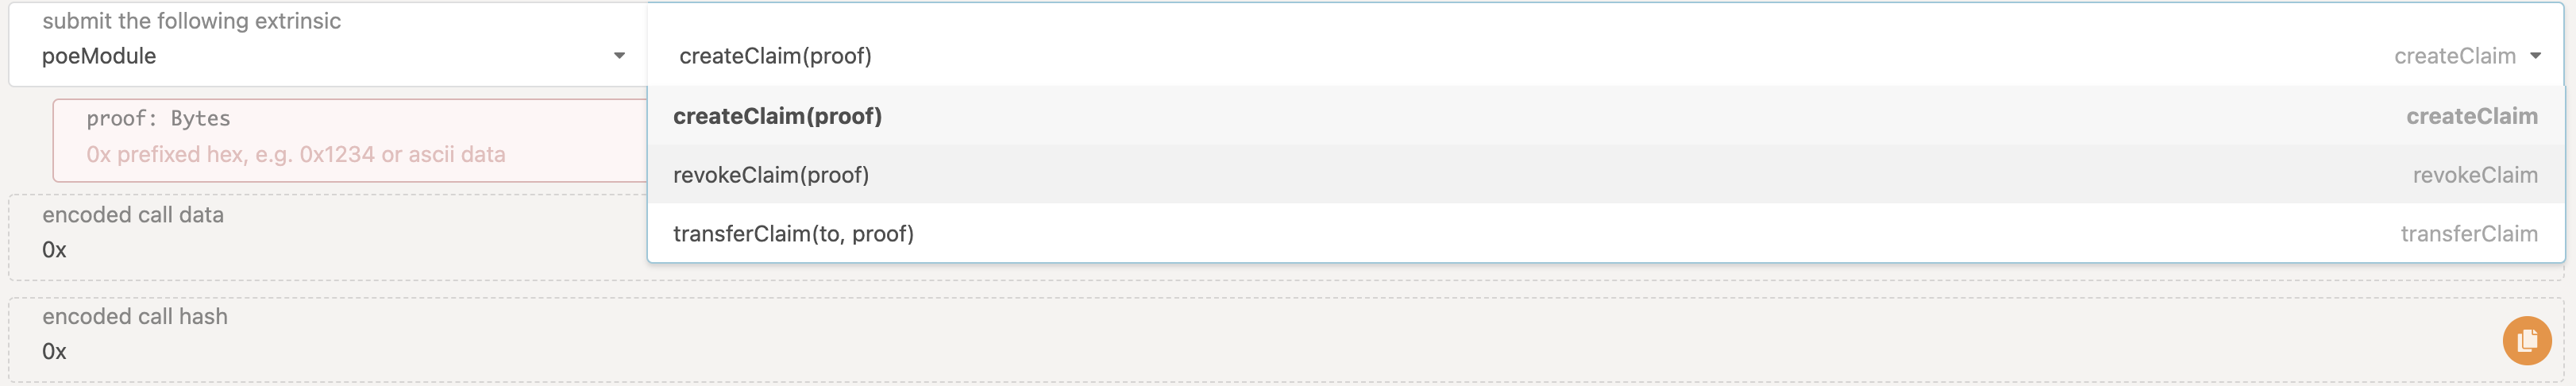 submit the following extrinsic
poeModule
createClaim(proof) createClaim
proof: Bytes
0x prefixed hex, e.g. 0x1234 or ascii data
createClaim(proof) createClaim
revokeClaim(proof) revokeClaim
transferClaim(to, proof) transferClaim
encoded call data
0x
encoded call hash
0x